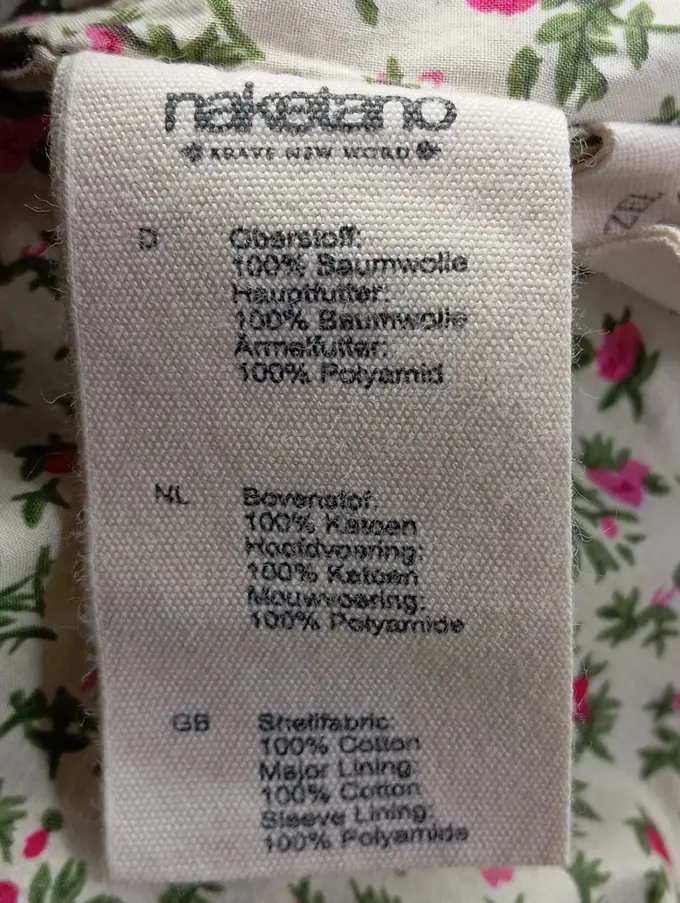 naketano
BRAVE NEW WORD
D
Oberstoff:
100% Baumwolle
Hauptfutter:
100% Baumwolle
Ärmelfutter:
100% Polyamid
NL
Bovenstof:
100% Katoen
Hoofdvoering:
100% Katoen
Mouwvoering:
100% Polyamide
GB
Shellfabric:
100% Cotton
Major Lining:
100% Cotton
Sleeve Lining:
100% Polyamide